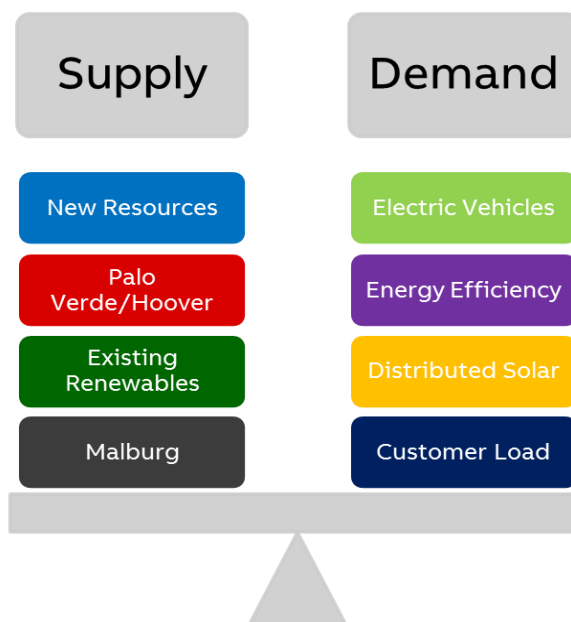 Supply
New Resources
Palo
Verde/Hoover
Existing
Renewables
Malburg
Demand
Electric Vehicles
Energy Efficiency
Distributed Solar
Customer Load